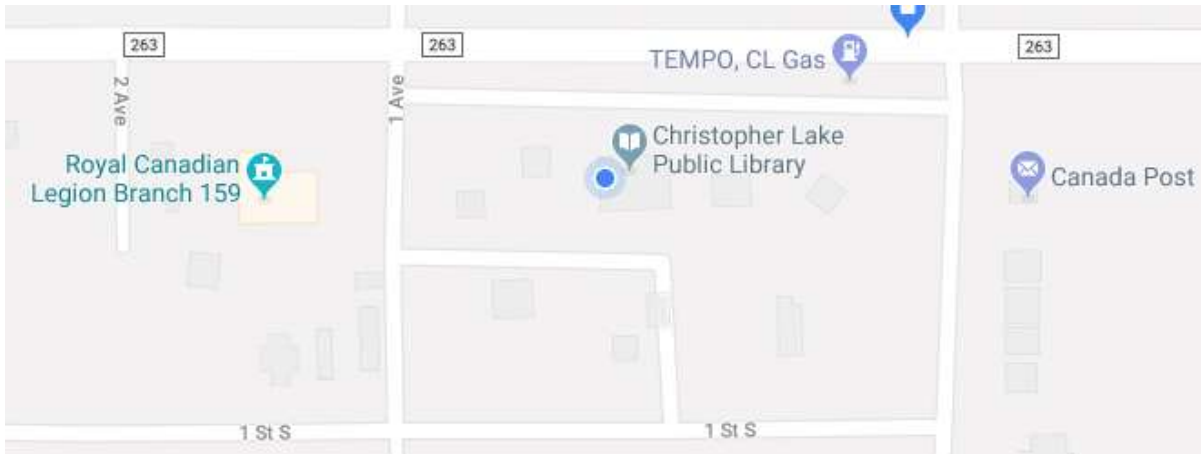 263
263
263
TEMPO, CL Gas
2 Ave
1 Ave
Christopher Lake
Public Library
Royal Canadian
Legion Branch 159
Canada Post
1 St S
1 St S